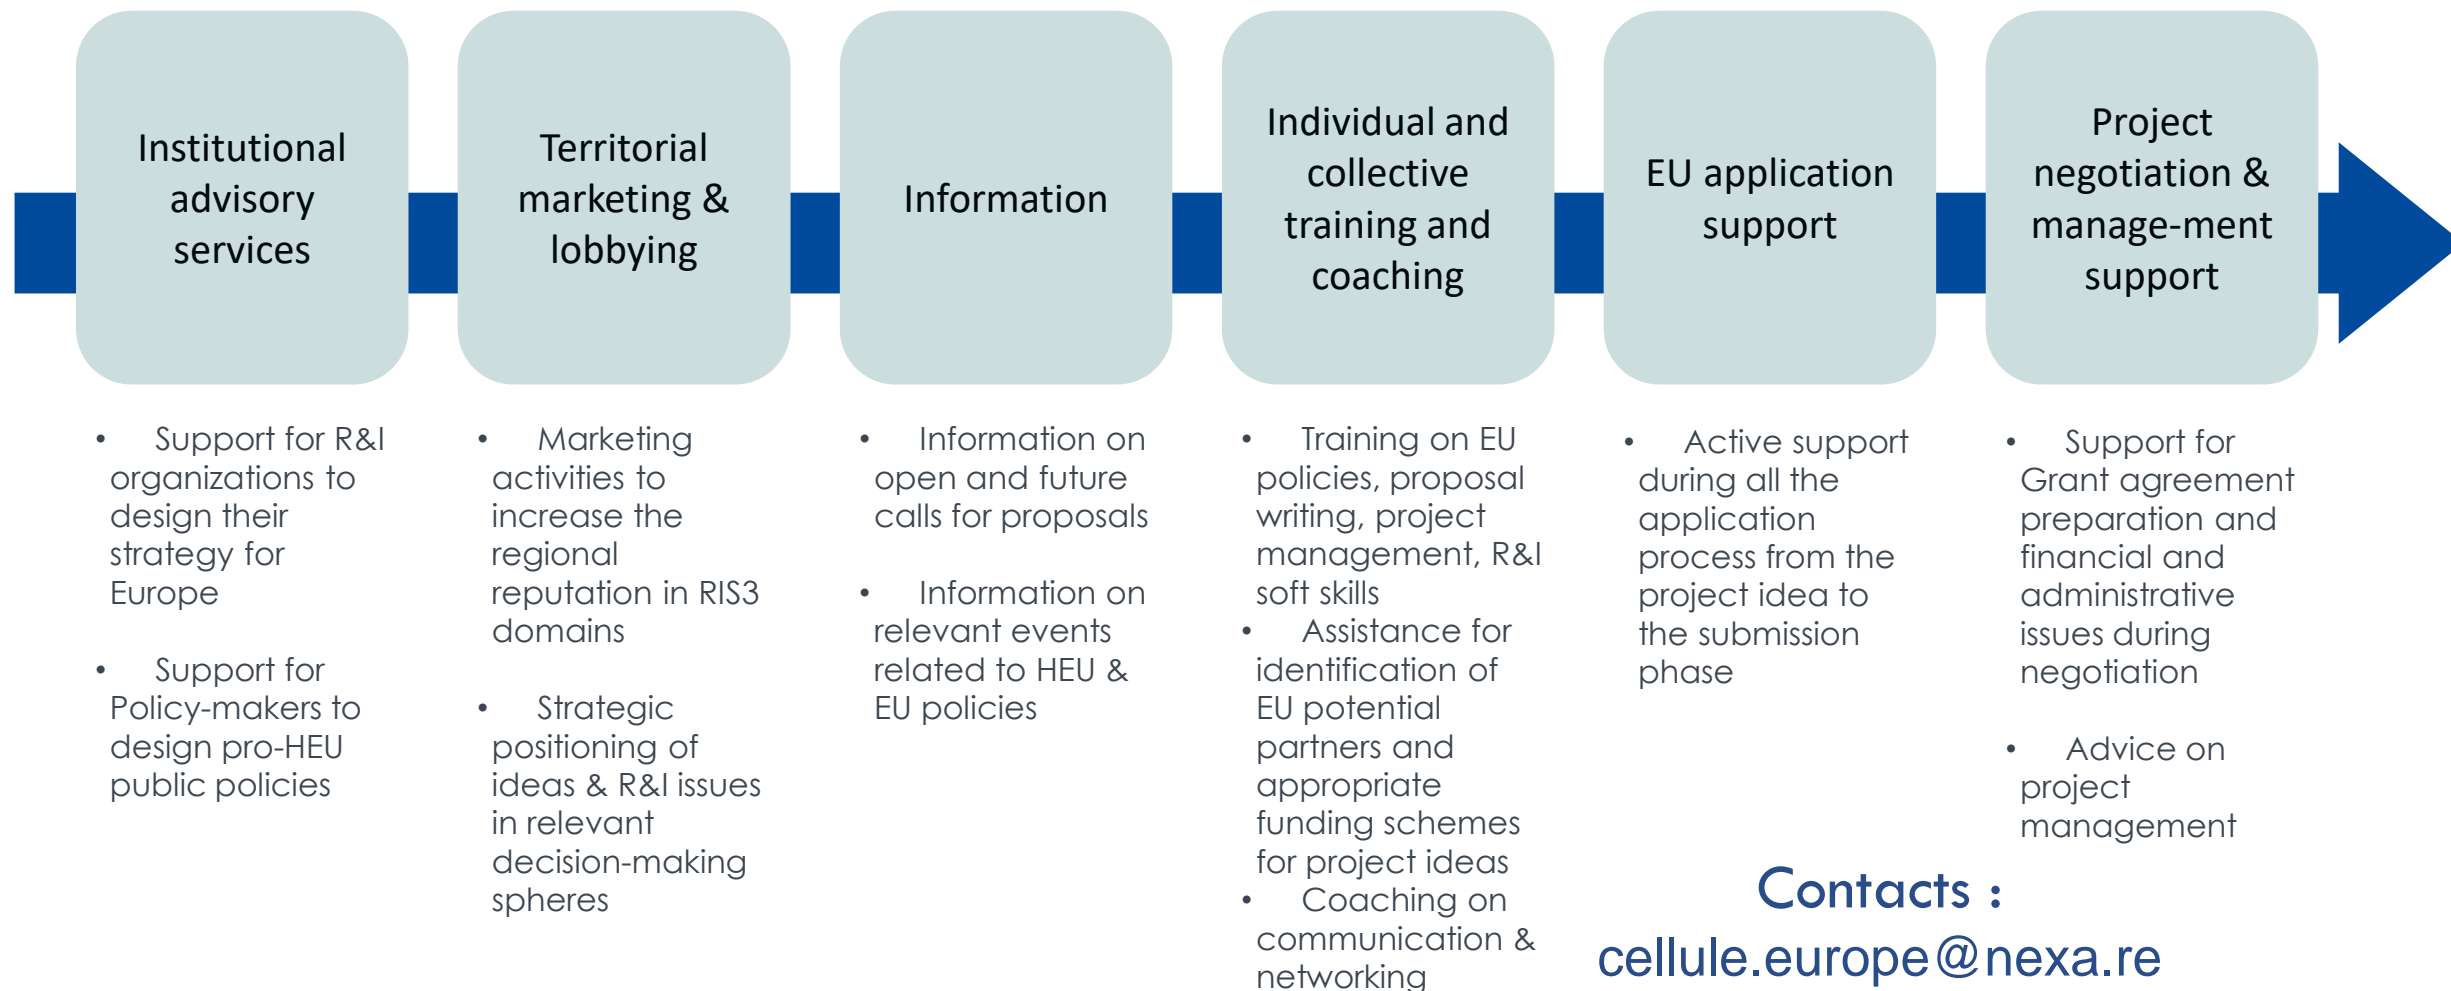 Institutional
advisory
services
Territorial
marketing &
lobbying
Information
Individual and
collective
training and
coaching
EU application
support
Project
negotiation &
manage-ment
support
• Support for R&I
organizations to
design their
strategy for
Europe
• Support for
Policy-makers to
design pro-HEU
public policies
• Marketing
activities to
increase the
regional
reputation in RIS3
domains
• Strategic
positioning of
ideas & R&I issues
in relevant
decision-making
spheres
• Information on
open and future
calls for proposals
• Information on
relevant events
related to HEU &
EU policies
• Training on EU
policies, proposal
writing, project
management, R&I
soft skills
• Assistance for
identification of
EU potential
partners and
appropriate
funding schemes
for project ideas
• Coaching on
communication &
networking
• Active support
during all the
application
process from the
project idea to
the submission
phase
• Support for
Grant agreement
preparation and
financial and
administrative
issues during
negotiation
• Advice on
project
management
Contacts :
cellule.europe@nexa.re